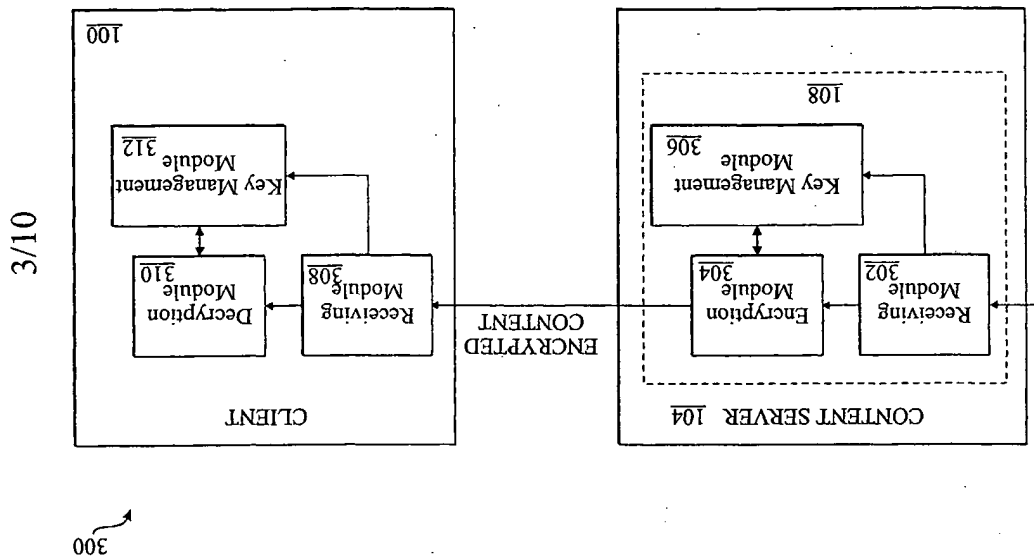 3/10
300
CONTENT SERVER 104
Receiving
Module
302
Encryption
Module
304
Key Management
Module
306
108
ENCRYPTED
CONTENT
CLIENT
Receiving
Module
308
Decryption
Module
310
Key Management
Module
312
100